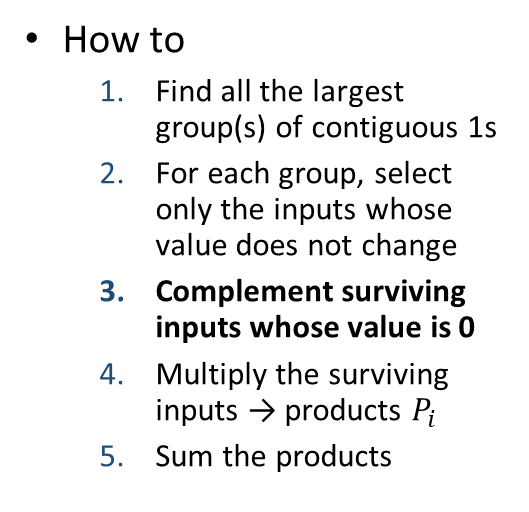 • How to
1. Find all the largest
group(s) of contiguous 1s
2. For each group, select
only the inputs whose
value does not change
3. Complement surviving
inputs whose value is 0
4. Multiply the surviving
inputs → products Pᵢ
5. Sum the products